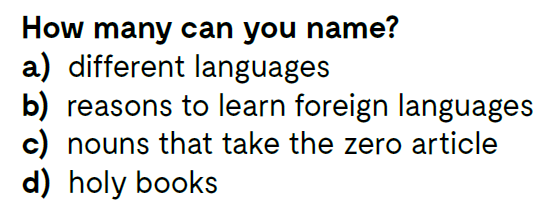 How many can you name?
a) different languages
b) reasons to learn foreign languages
c) nouns that take the zero article
d) holy books